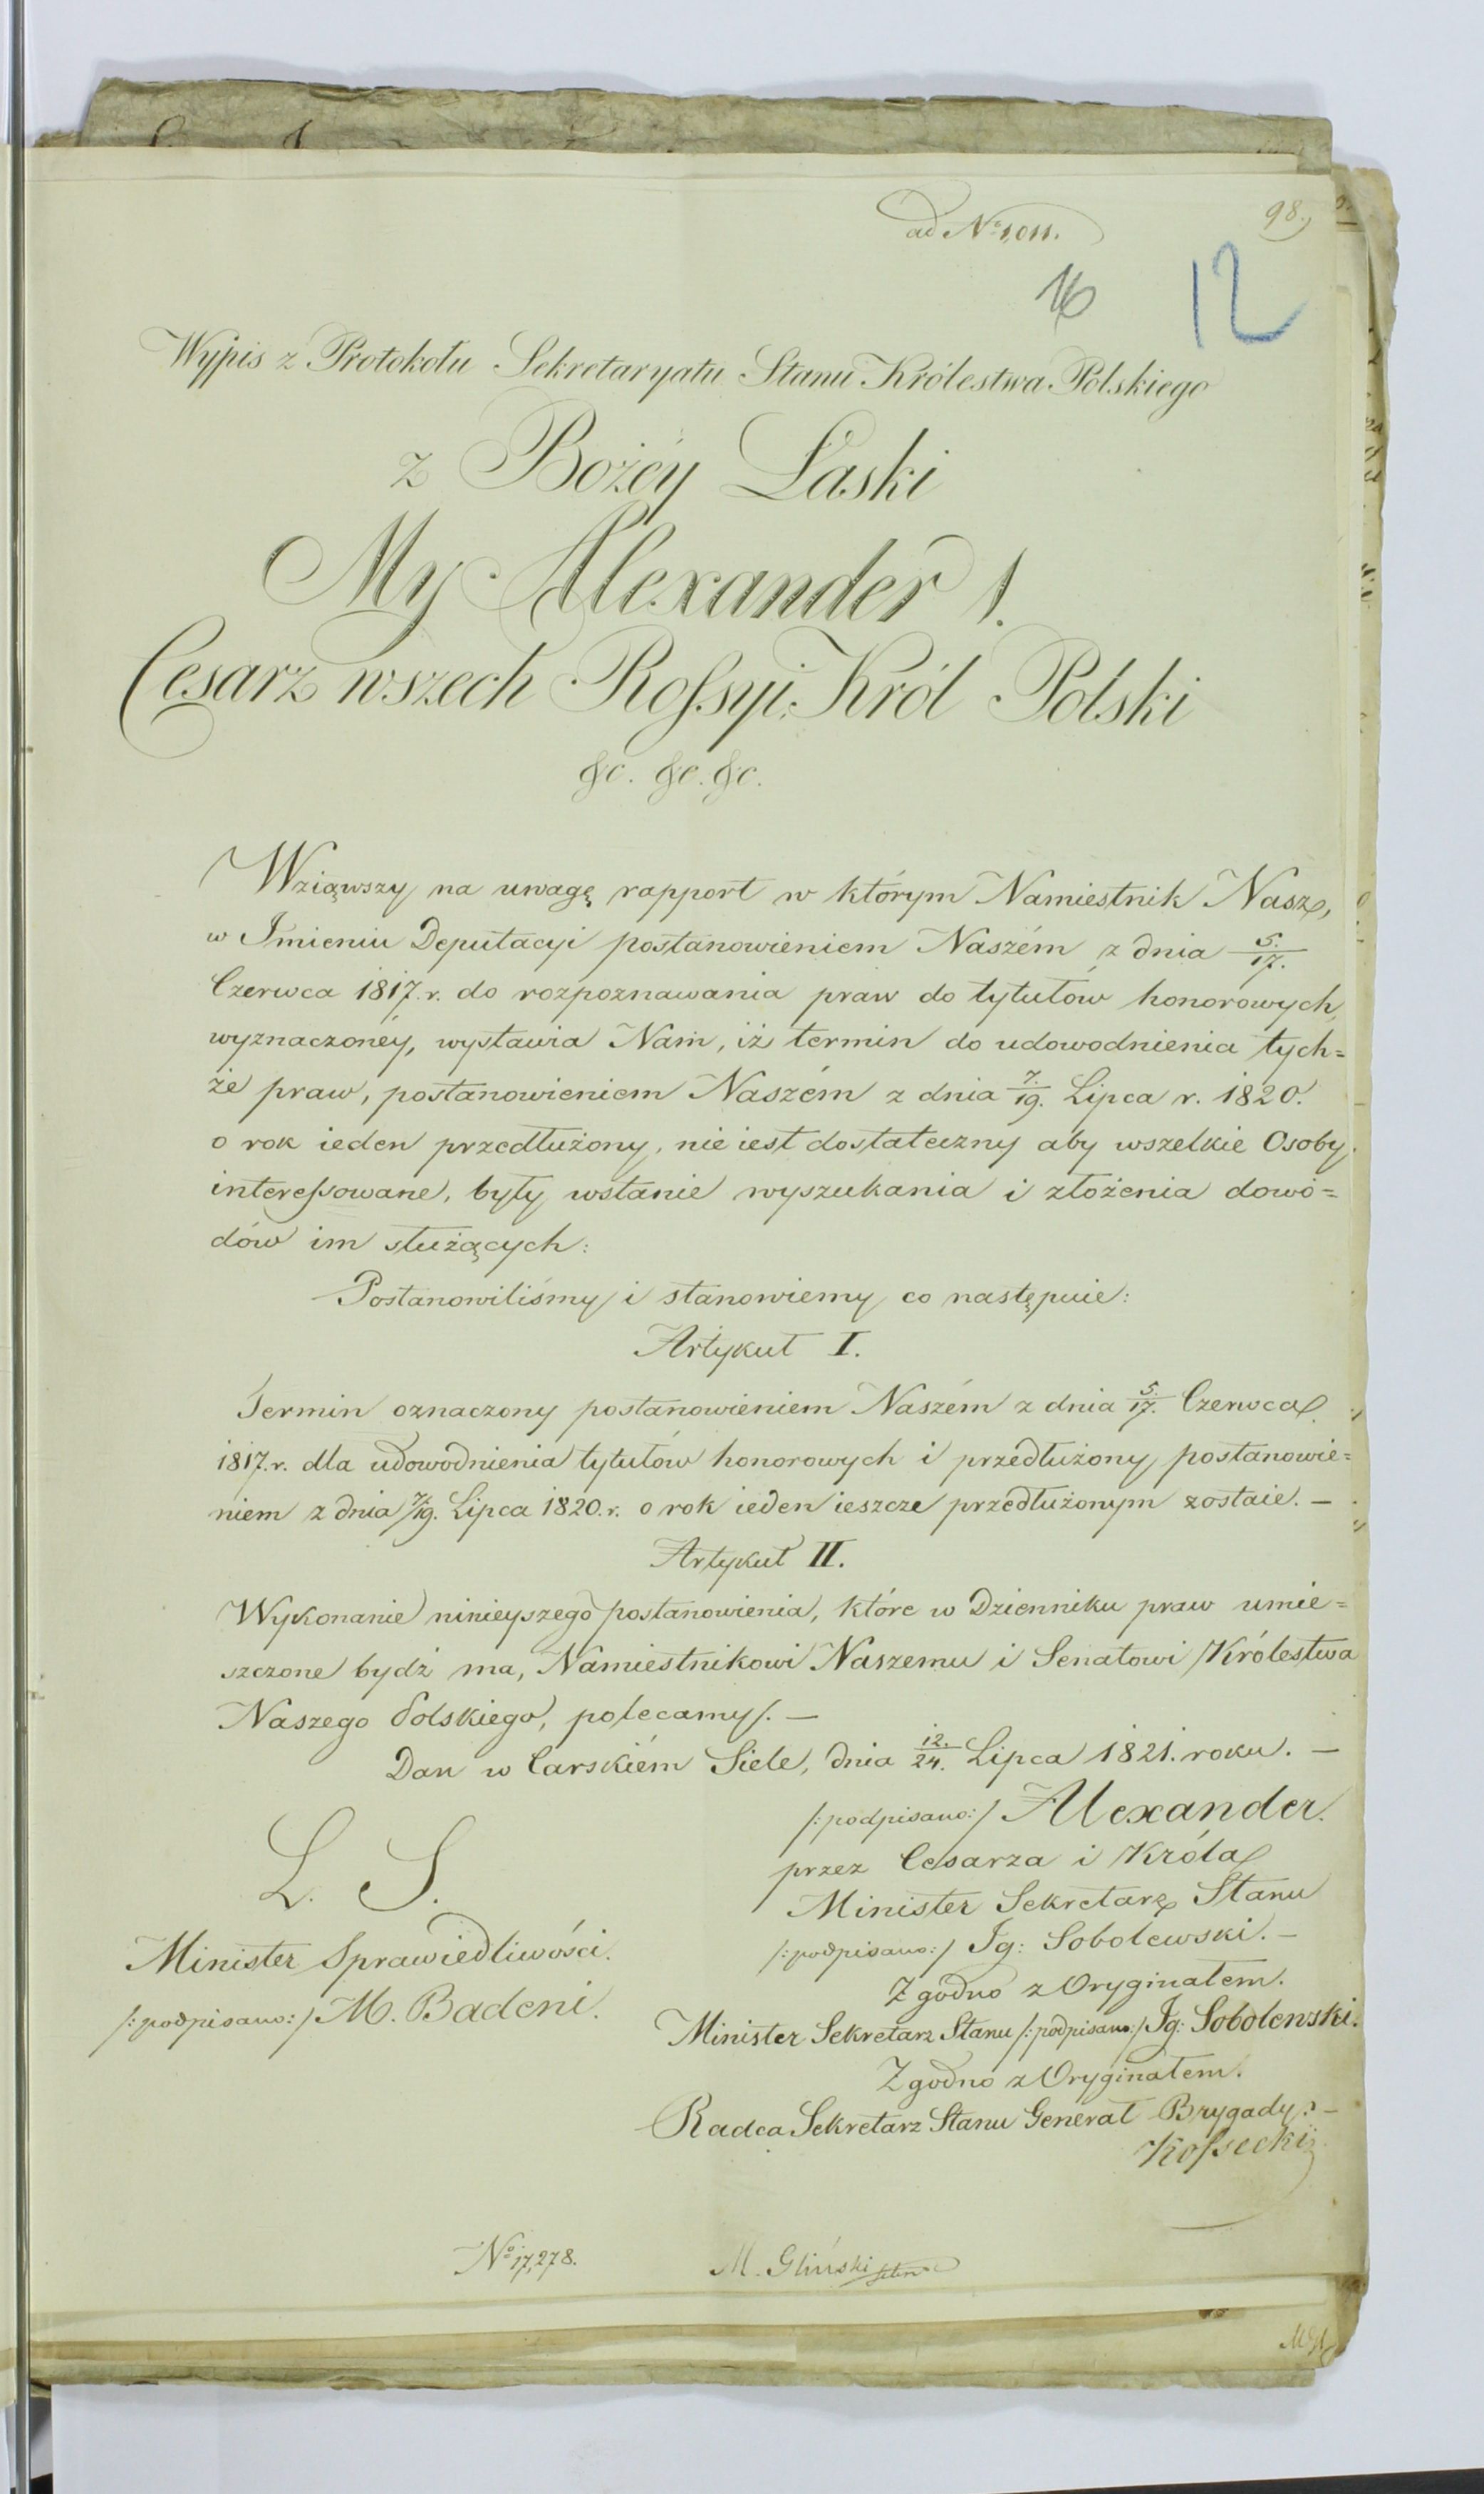 ad No 1,011.
98.
16
12
Wypis z Protokołu Sekretaryatu Stanu Królestwa Polskiego
z Bożéy Łaski
My Alexander I.
Cesarz wszech Rossyi, Król Polski
&c. &c. &c.
Wziąwszy na uwagę rapport w którym Namiestnik Nasz,
w Imieniu Deputacyi postanowieniem Naszém z dnia 5./17.
Czerwca 1817. r. do rozpoznawania praw do tytułów honorowych,
wyznaczonéy, wystawia Nam, iż termin do udowodnienia tych=
że praw, postanowieniem Naszém z dnia 7./19. Lipca r. 1820.
o rok ieden przedłużony, nie iest dostateczny aby wszelkie Osoby
interessowane, były wstanie wyszukania i złożenia dowo=
dów im służących:
Postanowiliśmy i stanowiemy co następuie:
Artykuł I.
Termin oznaczony postanowieniem Naszém z dnia 5./17. Czerwca
1817. r. dla udowodnienia tytułów honorowych i przedłużony postanowie=
niem z dnia 7/19. Lipca 1820. r. o rok ieden ieszcze przedłużonym zostaie. —
Artykuł II.
Wykonanie ninieyszego postanowienia, które w Dzienniku praw umie=
szczone bydź ma, Namiestnikowi Naszemu i Senatowi Królestwa
Naszego Polskiego, polecamy. —
Dan w Carskiém Siele, dnia 12./24. Lipca 1821. roku. —
/:podpisano:/ Alexander.
przez Cesarza i Króla
L. S.
Minister Sekretarz Stanu
Minister Sprawiedliwości.
/:podpisano:/ Ig: Sobolewski. —
/:podpisano:/ M. Badeni.
Zgodno z Oryginałem.
Minister Sekretarz Stanu /:podpisano:/ Ig: Sobolewski.
Zgodno z Oryginałem.
Radca Sekretarz Stanu Generał Brygady: —
Kossecki
No 17,278.
M. Gliński